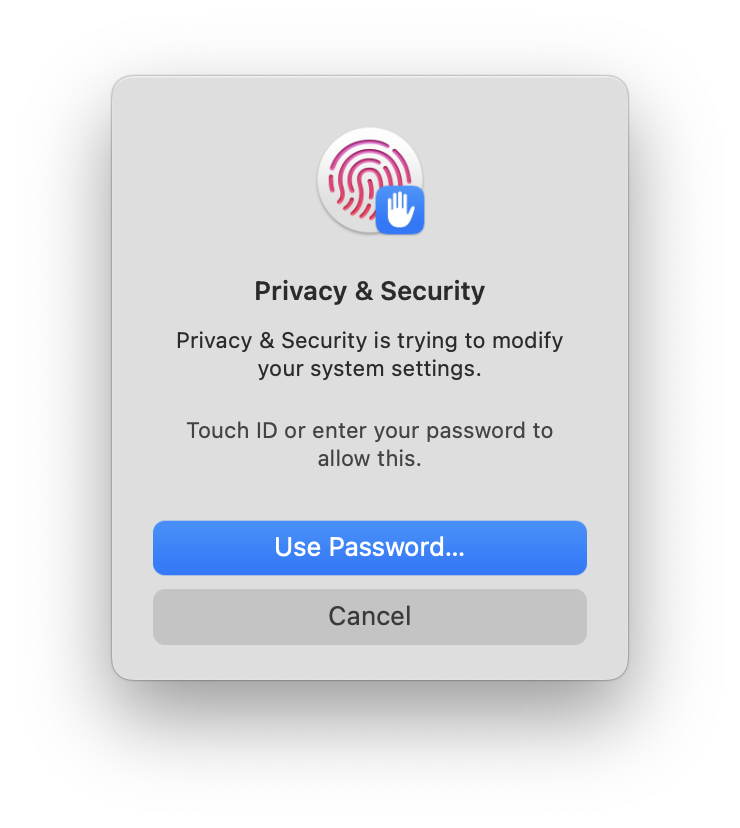 Privacy & Security
Privacy & Security is trying to modify
your system settings.
Touch ID or enter your password to
allow this.
Use Password...
Cancel